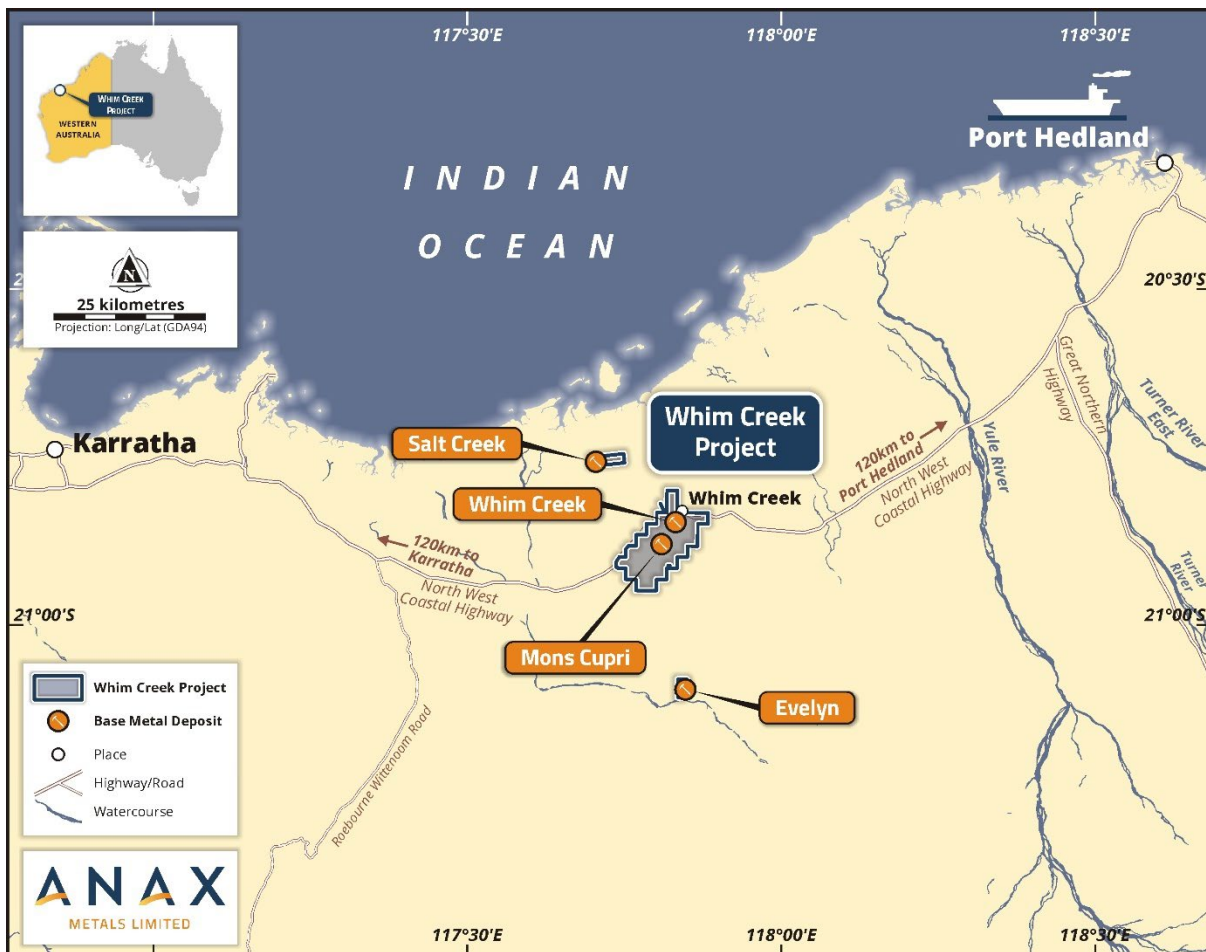 117°30'E
118°00'E
118°30'E
WHIM CREEK
PROJECT
WESTERN
AUSTRALIA
Port Hedland
INDIAN
OCEAN
N
25 kilometres
Projection: Long/Lat (GDA94)
20°30'S
Great Northern
Highway
Turner River
East
Karratha
Salt Creek
Whim Creek
Project
Whim Creek
Whim Creek
120km to
Port Hedland
North West
Coastal Highway
Yule River
Turner
River
120km to
Karratha
North West
Coastal Highway
21°00'S
21°00'S
Mons Cupri
Evelyn
Roebourne Wittenoom Road
Whim Creek Project
Base Metal Deposit
Place
Highway/Road
Watercourse
ANAX
METALS LIMITED
117°30'E
118°00'E
118°30'E